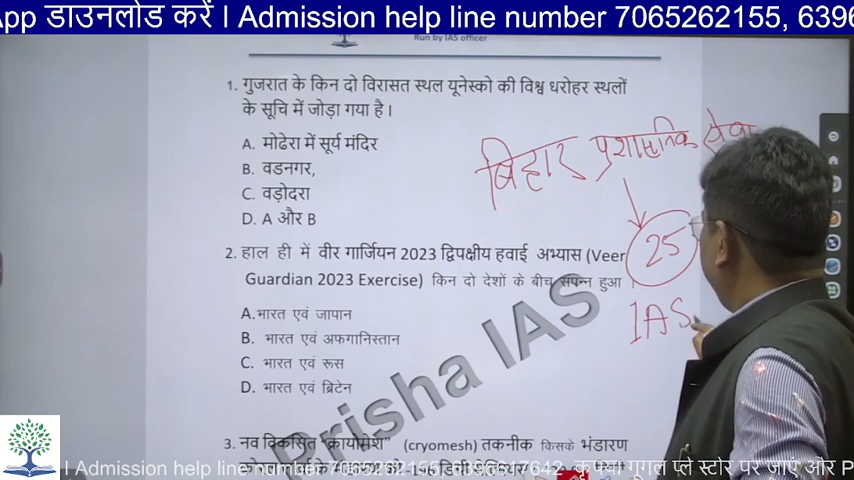 App डाउनलोड करें I Admission help line number 7065262155, 6396
Run by IAS officer
1. गुजरात के किन दो विरासत स्थल यूनेस्को की विश्व धरोहर स्थलों
के सूचि में जोड़ा गया है।
A. मोढेरा में सूर्य मंदिर
B. वडनगर,
C. वड़ोदरा
D. A और B
बिहार प्रशासनिक सेवा
25
IAS
2. हाल ही में वीर गार्जियन 2023 द्विपक्षीय हवाई अभ्यास (Veer
Guardian 2023 Exercise) किन दो देशों के बीच संपन्न हुआ ।
A. भारत एवं जापान
B. भारत एवं अफगानिस्तान
C. भारत एवं रूस
D. भारत एवं ब्रिटेन
Prisha IAS
3. नव विकसित "क्रायोमेश" (cryomesh) तकनीक किसके भंडारण
I Admission help line number 7065262155, 6396517642 कृपया गूगल प्ले स्टोर पर जाएं और P